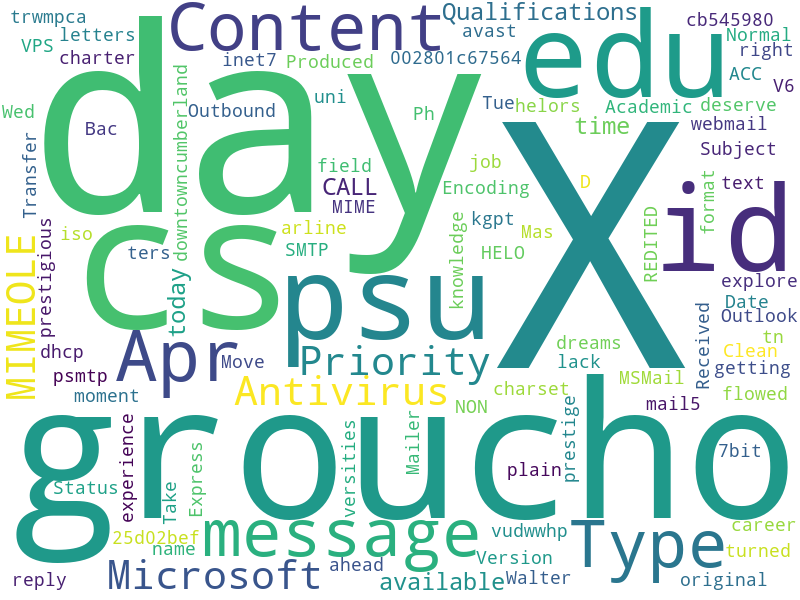 trwmpca
Content
Qualifications
cb545980
VPS
letters
avast
edu
Normal
charter
inet7
Produced
002801c67564
right
day
ACC
V6
Wed
Outbound
uni
Ph
Tue
helors
Academic
deserve
Bac
time
webmail
X
Subject
Transfer
downtowncumberland
field
job
CALL
MIME
Encoding
D
id
text
format
cs
arline
kgpt
Mas
knowledge
REDITED
iso
prestigious
ters
SMTP
HELO
MIMEOLE
today
psu
explore
Date
Outlook
Apr
dhcp
Move
Priority
dreams
lack
Received
tn
Clean
getting
psmtp
Antivirus
charset
MSMail
flowed
moment
NON
prestige
mail5
groucho
experience
Express
versities
Mailer
plain
7bit
Status
Take
25d02bef
name
message
vudwwhp
Type
career
turned
Version
reply
Microsoft
ahead
available
Walter
original